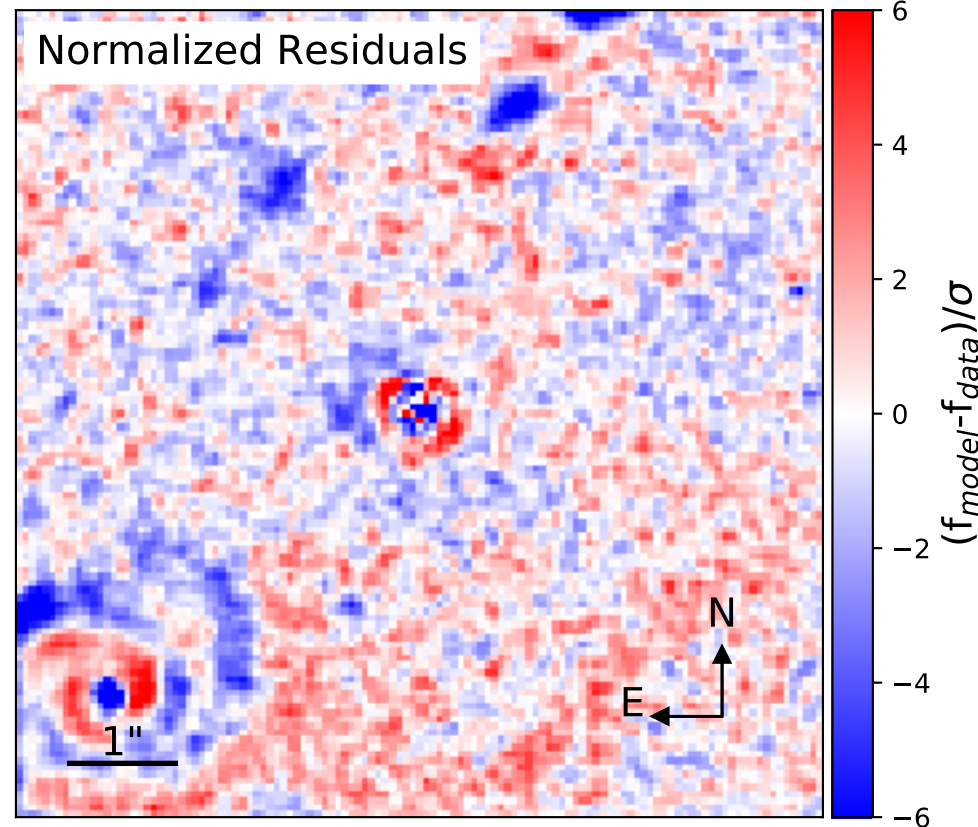 Normalized Residuals
6
4
2
0
−2
−4
−6
(f_model-f_data)/σ
N
E
1"